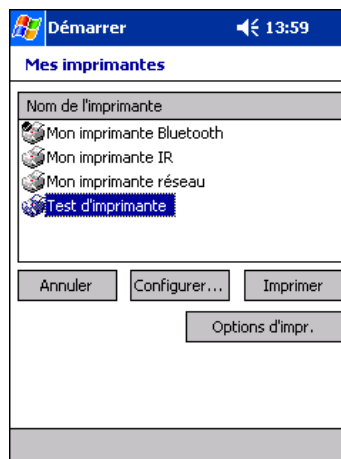 Démarrer 13:59
Mes imprimantes
Nom de l'imprimante
Mon imprimante Bluetooth
Mon imprimante IR
Mon imprimante réseau
Test d'imprimante
Annuler Configurer... Imprimer
Options d'impr.